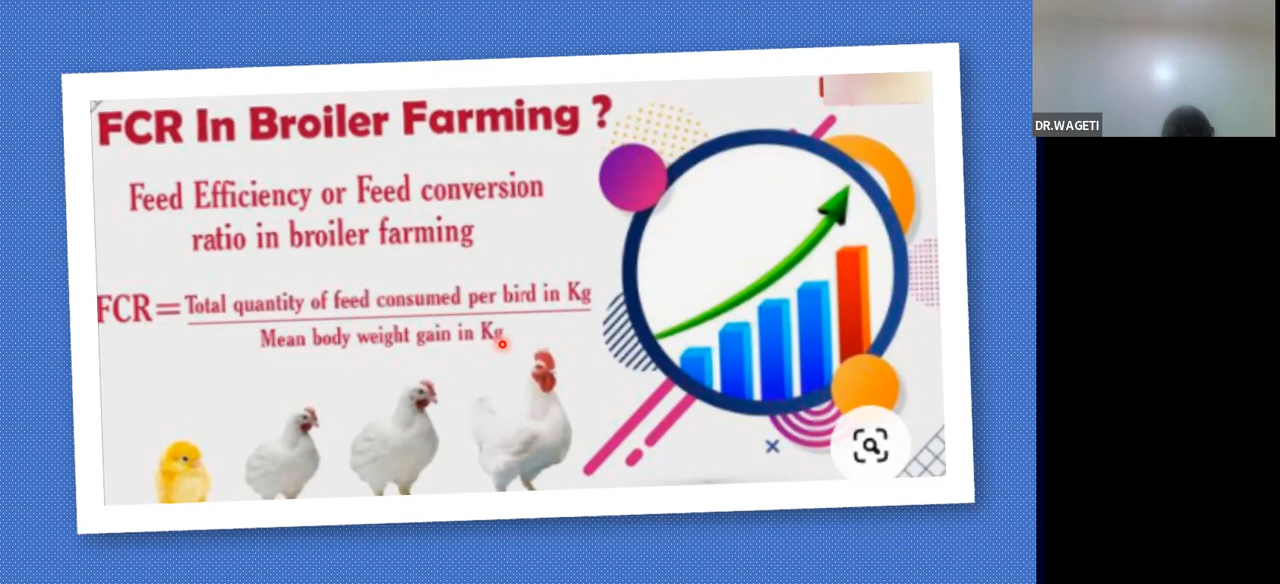 FCR In Broiler Farming ?
Feed Efficiency or Feed conversion
ratio in broiler farming
FCR=Total quantity of feed consumed per bird in Kg
Mean body weight gain in Kg
DR.WAGETI